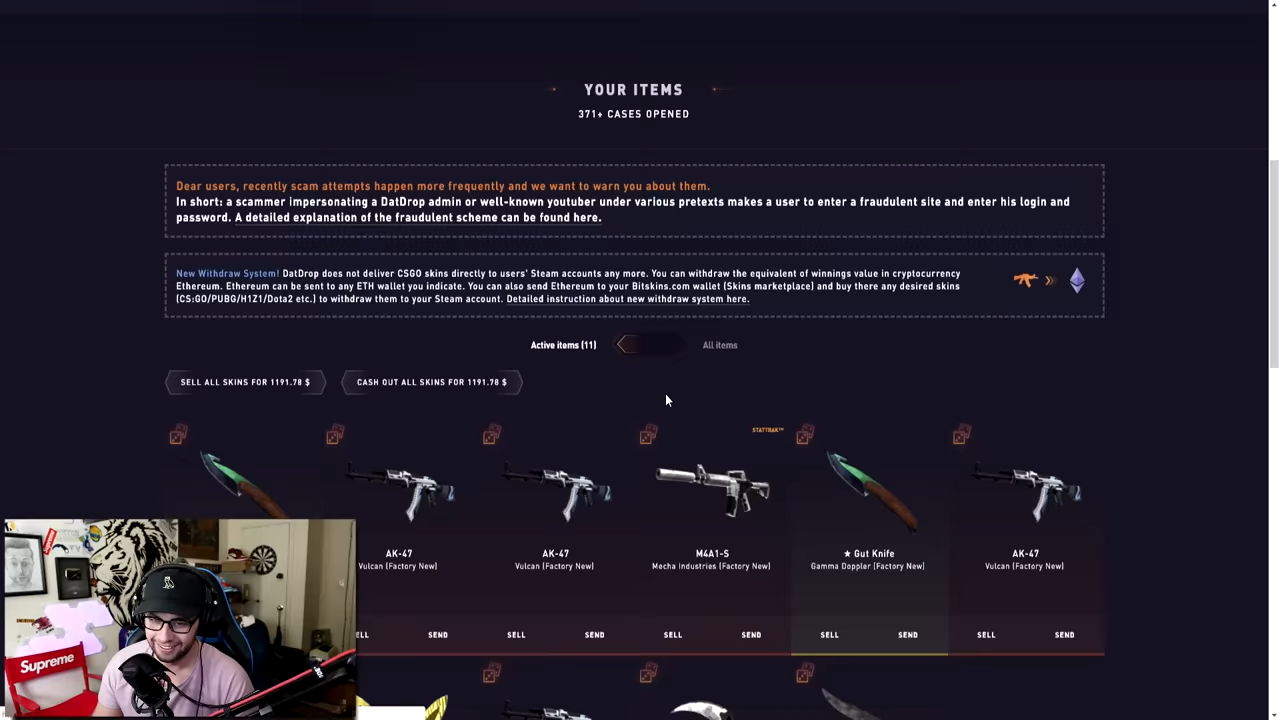 YOUR ITEMS
371+ CASES OPENED
Dear users, recently scam attempts happen more frequently and we want to warn you about them.
In short: a scammer impersonating a DatDrop admin or well-known youtuber under various pretexts makes a user to enter a fraudulent site and enter his login and
password. A detailed explanation of the fraudulent scheme can be found here.
New Withdraw System! DatDrop does not deliver CSGO skins directly to users' Steam accounts any more. You can withdraw the equivalent of winnings value in cryptocurrency
Ethereum. Ethereum can be sent to any ETH wallet you indicate. You can also send Ethereum to your Bitskins.com wallet (Skins marketplace) and buy there any desired skins
(CS:GO/PUBG/H1Z1/Dota2 etc.) to withdraw them to your Steam account. Detailed instruction about new withdraw system here.
Active items (11) All items
SELL ALL SKINS FOR 1191.78 $ CASH OUT ALL SKINS FOR 1191.78 $
STATTRAK™
AK-47 AK-47 M4A1-S ★ Gut Knife AK-47
Vulcan (Factory New) Vulcan (Factory New) Mecha Industries (Factory New) Gamma Doppler (Factory New) Vulcan (Factory New)
ELL SEND SELL SEND SELL SEND SELL SEND SELL SEND
Supreme